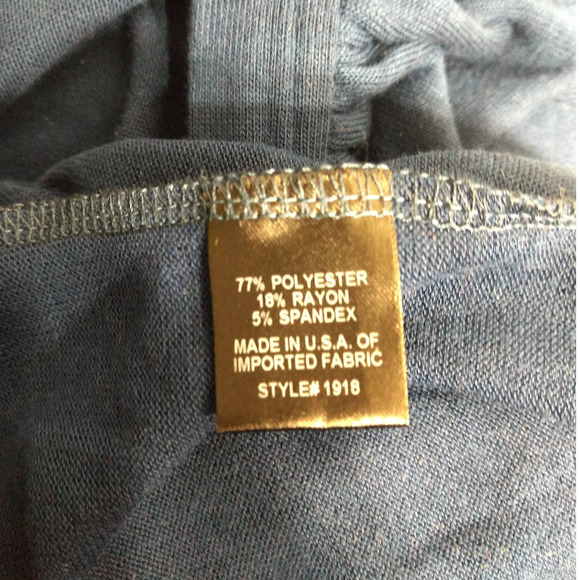 77% POLYESTER
18% RAYON
5% SPANDEX
MADE IN U.S.A. OF
IMPORTED FABRIC
STYLE# 1918